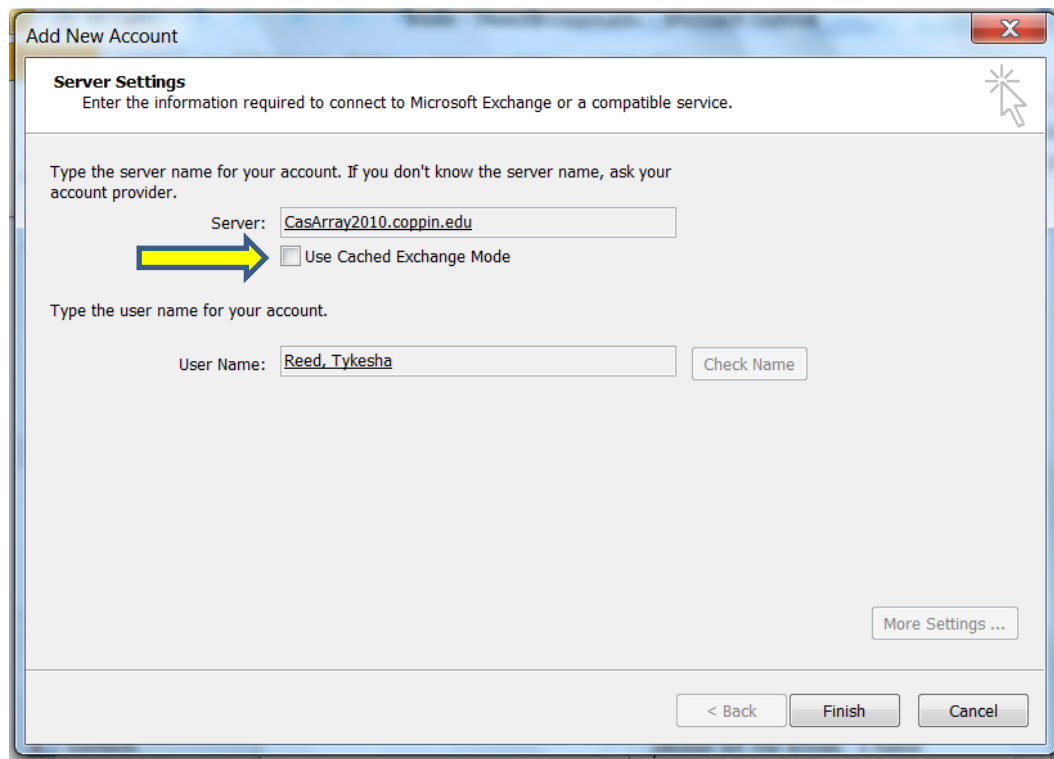 Add New Account
X
Server Settings
Enter the information required to connect to Microsoft Exchange or a compatible service.
Type the server name for your account. If you don't know the server name, ask your
account provider.
Server: CasArray2010.coppin.edu
Use Cached Exchange Mode
Type the user name for your account.
User Name: Reed, Tykesha Check Name
More Settings ...
< Back Finish Cancel